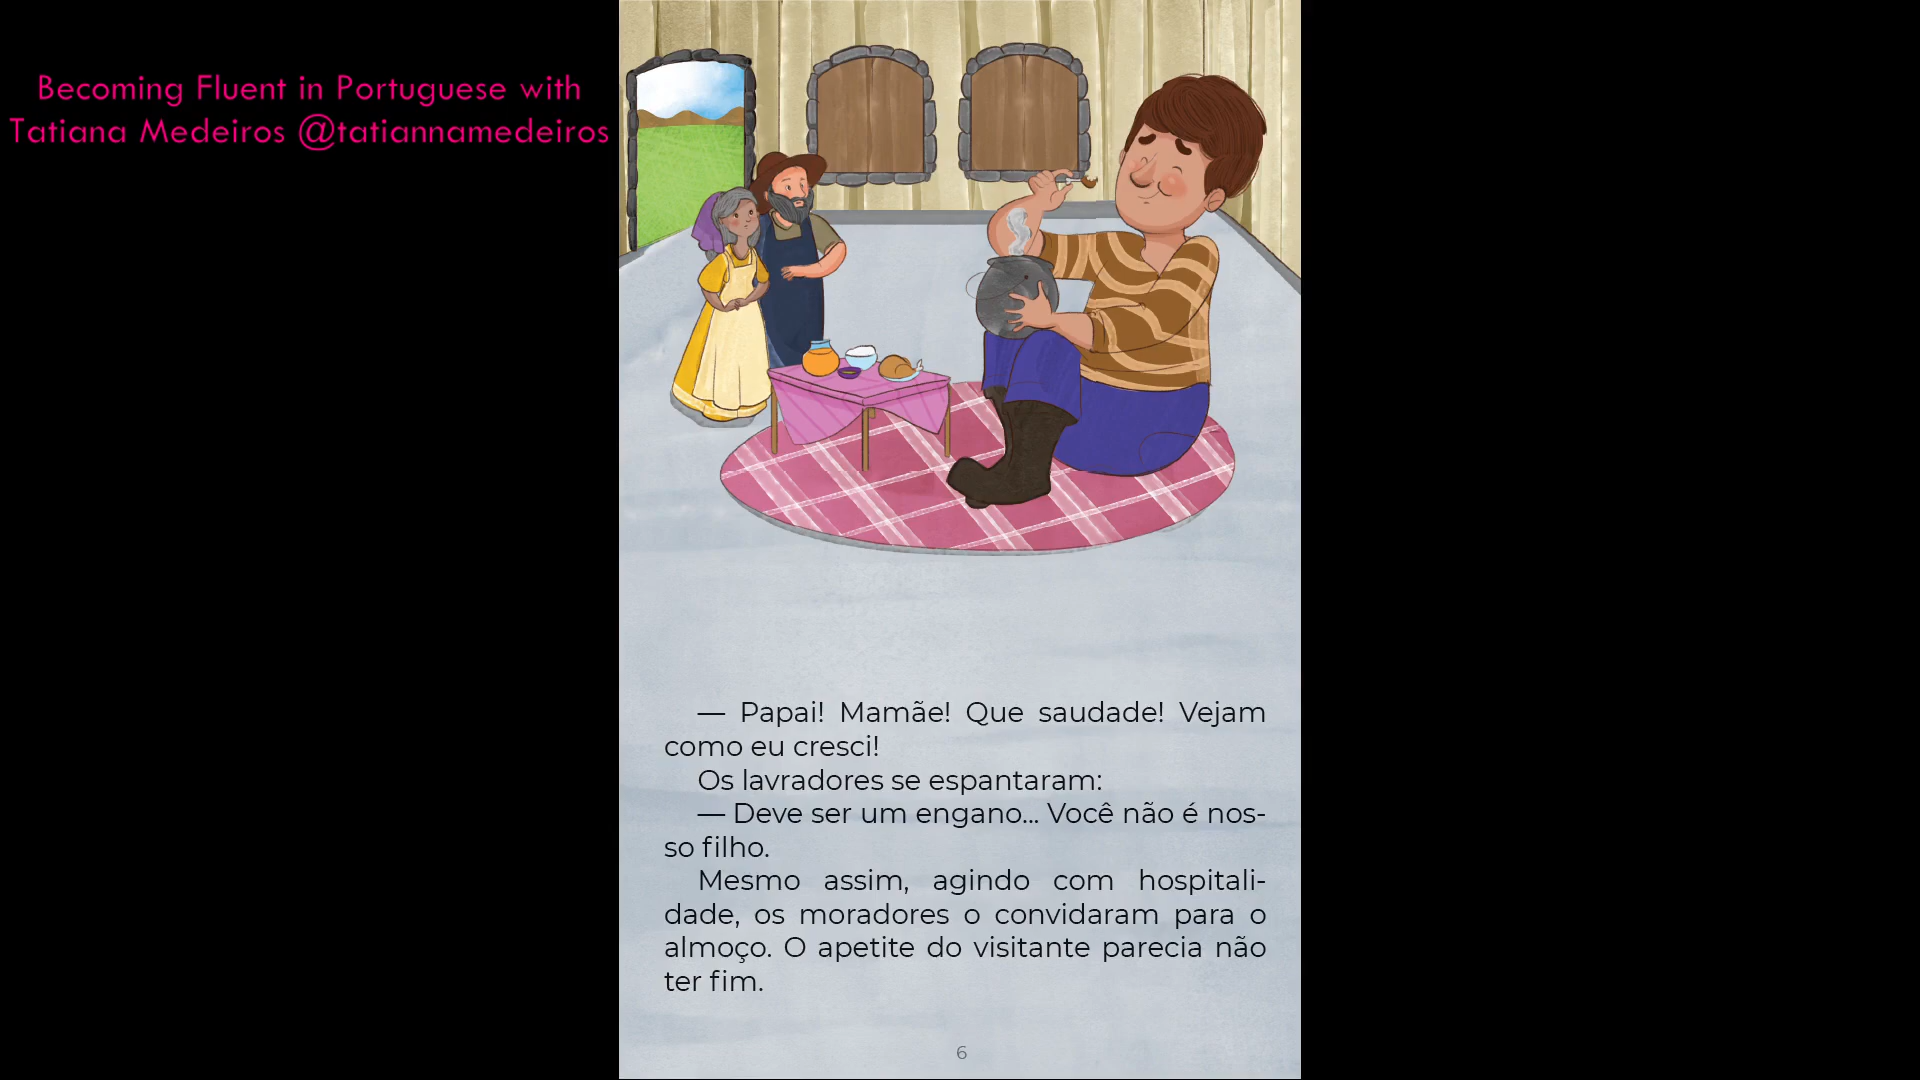 Becoming Fluent in Portuguese with
Tatiana Medeiros @tatiannamedeiros
— Papai! Mamãe! Que saudade! Vejam
como eu cresci!
Os lavradores se espantaram:
— Deve ser um engano... Você não é nos-
so filho.
Mesmo assim, agindo com hospitali-
dade, os moradores o convidaram para o
almoço. O apetite do visitante parecia não
ter fim.
6